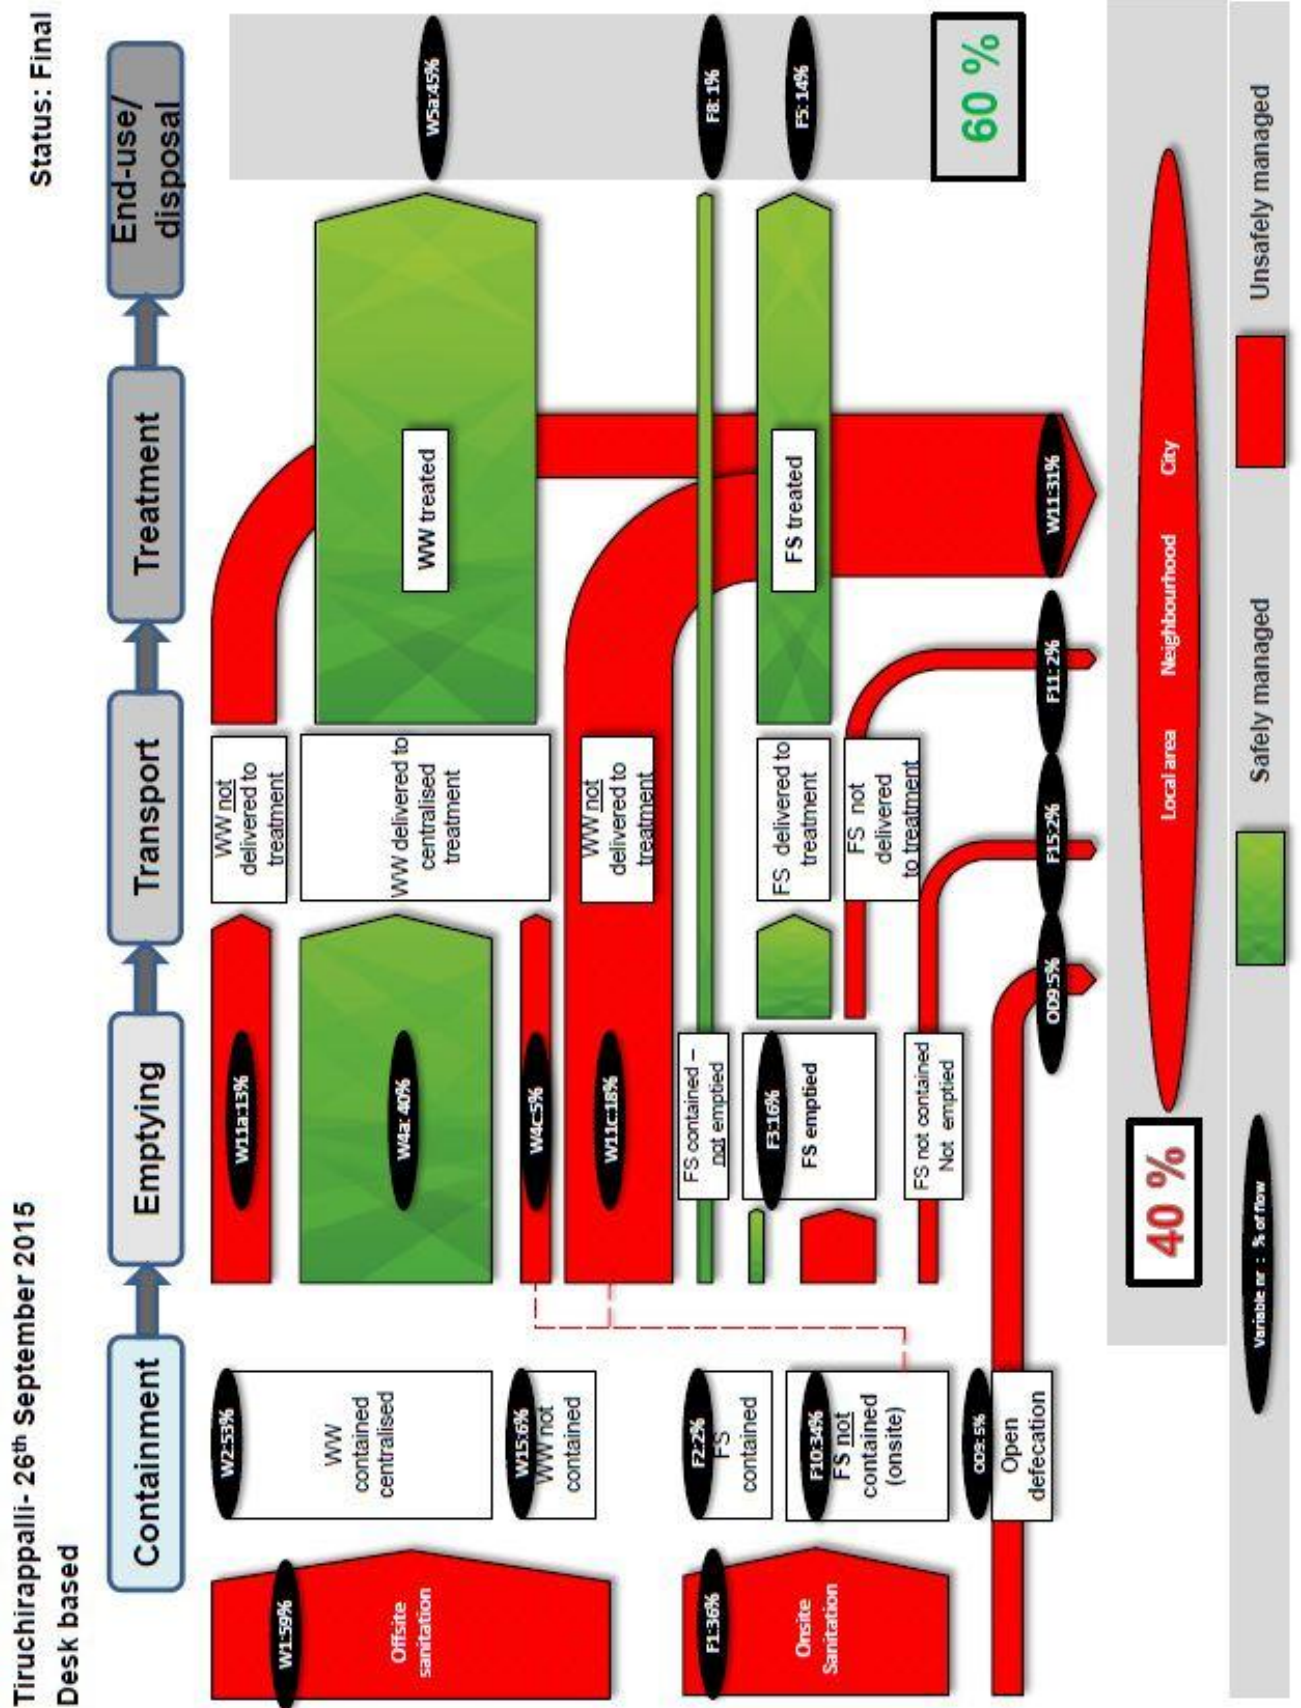 Tiruchirappalli- 26th September 2015
Desk based
Status: Final
Containment
Emptying
Transport
Treatment
End-use/
disposal
W1:59%
Offsite
sanitation
W2:53%
WW
contained
centralised
W15:6%
WW not
contained
W11a:13%
W4a: 40%
W4c:5%
W11c:18%
WW not
delivered to
treatment
WW delivered to
centralised
treatment
WW not
delivered to
treatment
WW treated
W5a:45%
F1:36%
Onsite
Sanitation
F2:2%
FS
contained
F10:34%
FS not
contained
(onsite)
FS contained –
not emptied
F3:16%
FS emptied
FS not contained
Not emptied
FS delivered to
treatment
FS not
delivered
to treatment
FS treated
F8: 1%
F5: 14%
60 %
OD9: 5%
Open
defecation
OD9:5%
F15:2%
F11: 2%
W11:31%
40 %
Local area
Neighbourhood
City
Variable nr : % of flow
Safely managed
Unsafely managed